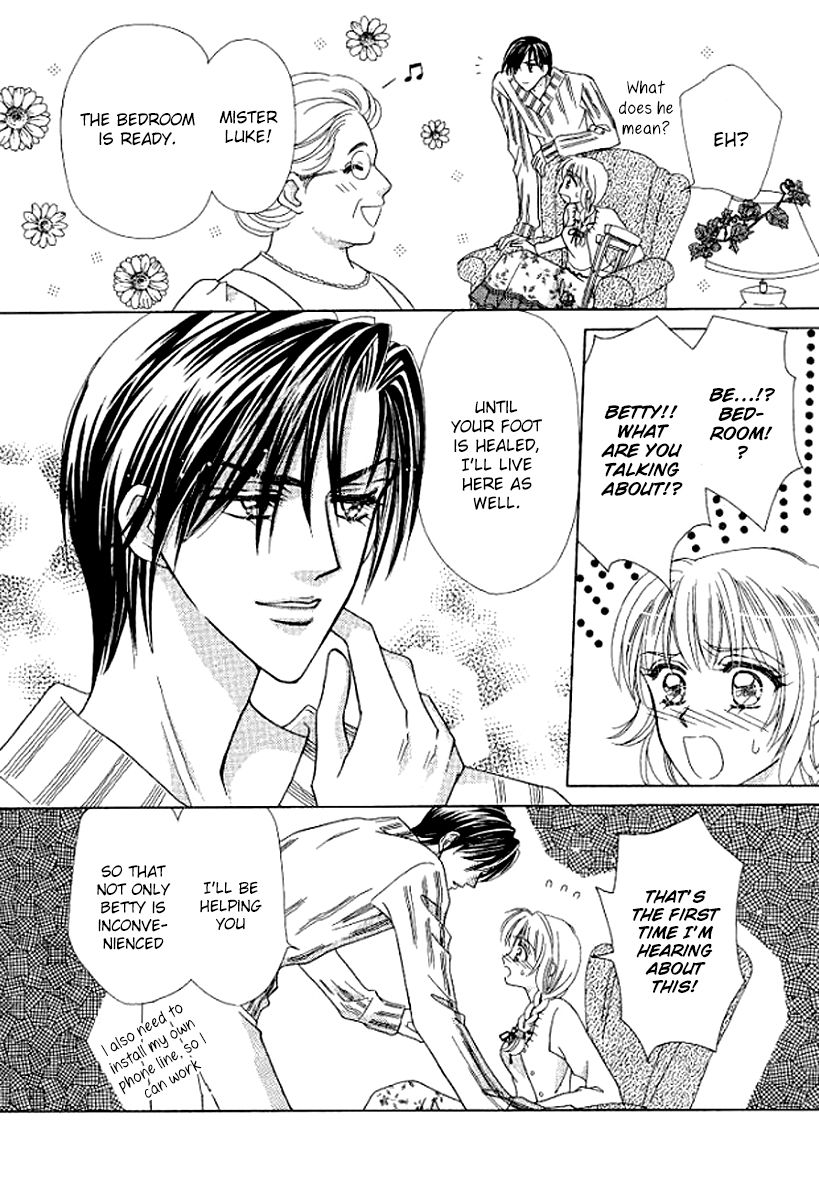 EH?
What
does he
mean?
MISTER
LUKE!
THE BEDROOM
IS READY.
BE...!?
BED-
ROOM!
?
BETTY!!
WHAT
ARE YOU
TALKING
ABOUT!?
UNTIL
YOUR FOOT
IS HEALED,
I'LL LIVE
HERE AS
WELL.
THAT'S
THE FIRST
TIME I'M
HEARING
ABOUT
THIS!
I'LL BE
HELPING
YOU
SO THAT
NOT ONLY
BETTY IS
INCONVE-
NIENCED
I also need to
install my own
phone line, so I
can work